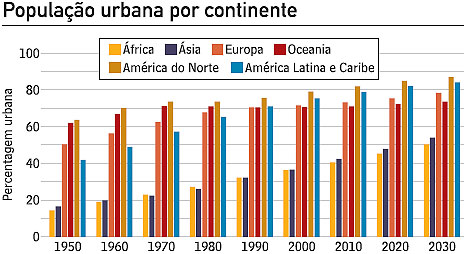 População urbana por continente
África Ásia Europa Oceania
América do Norte América Latina e Caribe
Percentagem urbana
100
80
60
40
20
0
1950 1960 1970 1980 1990 2000 2010 2020 2030